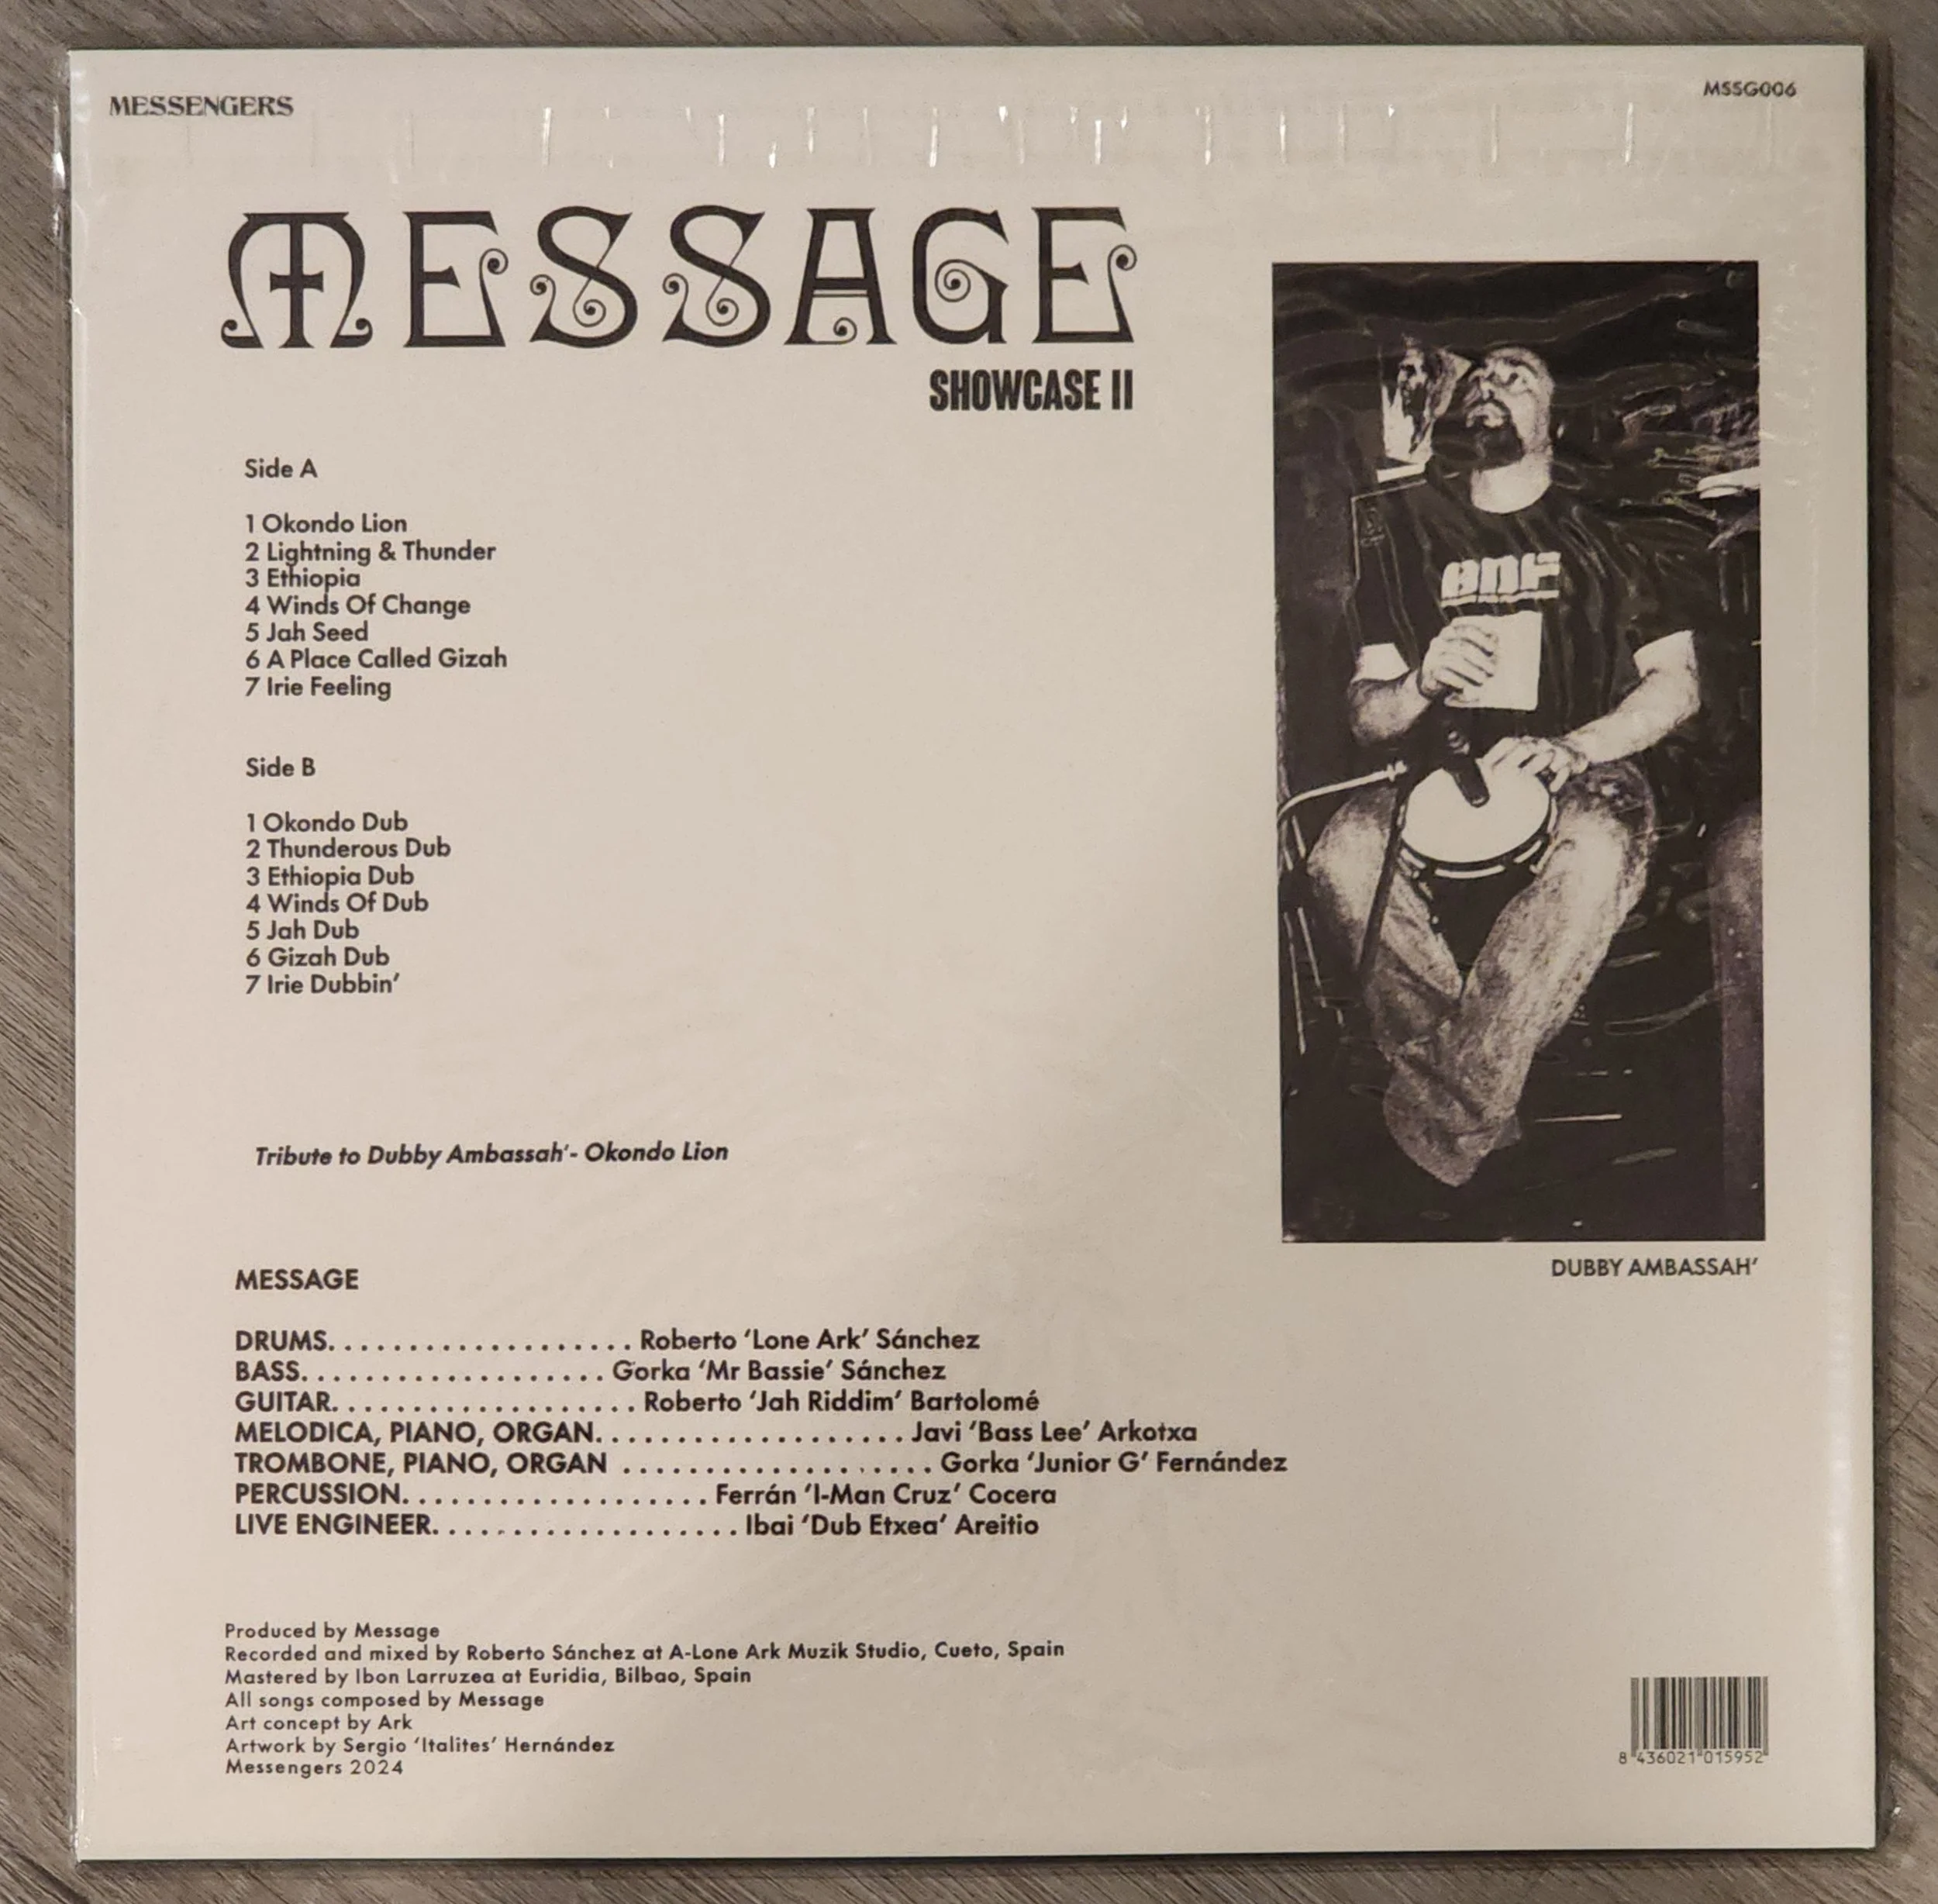 MESSENGERS
MSSG006
MESSAGE
SHOWCASE II
Side A
1 Okondo Lion
2 Lightning & Thunder
3 Ethiopia
4 Winds Of Change
5 Jah Seed
6 A Place Called Gizah
7 Irie Feeling
Side B
1 Okondo Dub
2 Thunderous Dub
3 Ethiopia Dub
4 Winds Of Dub
5 Jah Dub
6 Gizah Dub
7 Irie Dubbin’
Tribute to Dubby Ambassah’- Okondo Lion
DUBBY AMBASSAH’
MESSAGE
DRUMS. . . . . . . . . . . . . . . . . . . Roberto ‘Lone Ark’ Sánchez
BASS. . . . . . . . . . . . . . . . . . . Gorka ‘Mr Bassie’ Sánchez
GUITAR. . . . . . . . . . . . . . . . . . . Roberto ‘Jah Riddim’ Bartolomé
MELODICA, PIANO, ORGAN. . . . . . . . . . . . . . . . . . . Javi ‘Bass Lee’ Arkotxa
TROMBONE, PIANO, ORGAN . . . . . . . . . . . . . . . . . . . . Gorka ‘Junior G’ Fernández
PERCUSSION. . . . . . . . . . . . . . . . . . . Ferrán ‘I-Man Cruz’ Cocera
LIVE ENGINEER. . . . . . . . . . . . . . . . . . . Ibai ‘Dub Etxea’ Areitio
Produced by Message
Recorded and mixed by Roberto Sánchez at A-Lone Ark Muzik Studio, Cueto, Spain
Mastered by Ibon Larruzea at Euridia, Bilbao, Spain
All songs composed by Message
Art concept by Ark
Artwork by Sergio ‘Italites’ Hernández
Messengers 2024
8 436021 015952